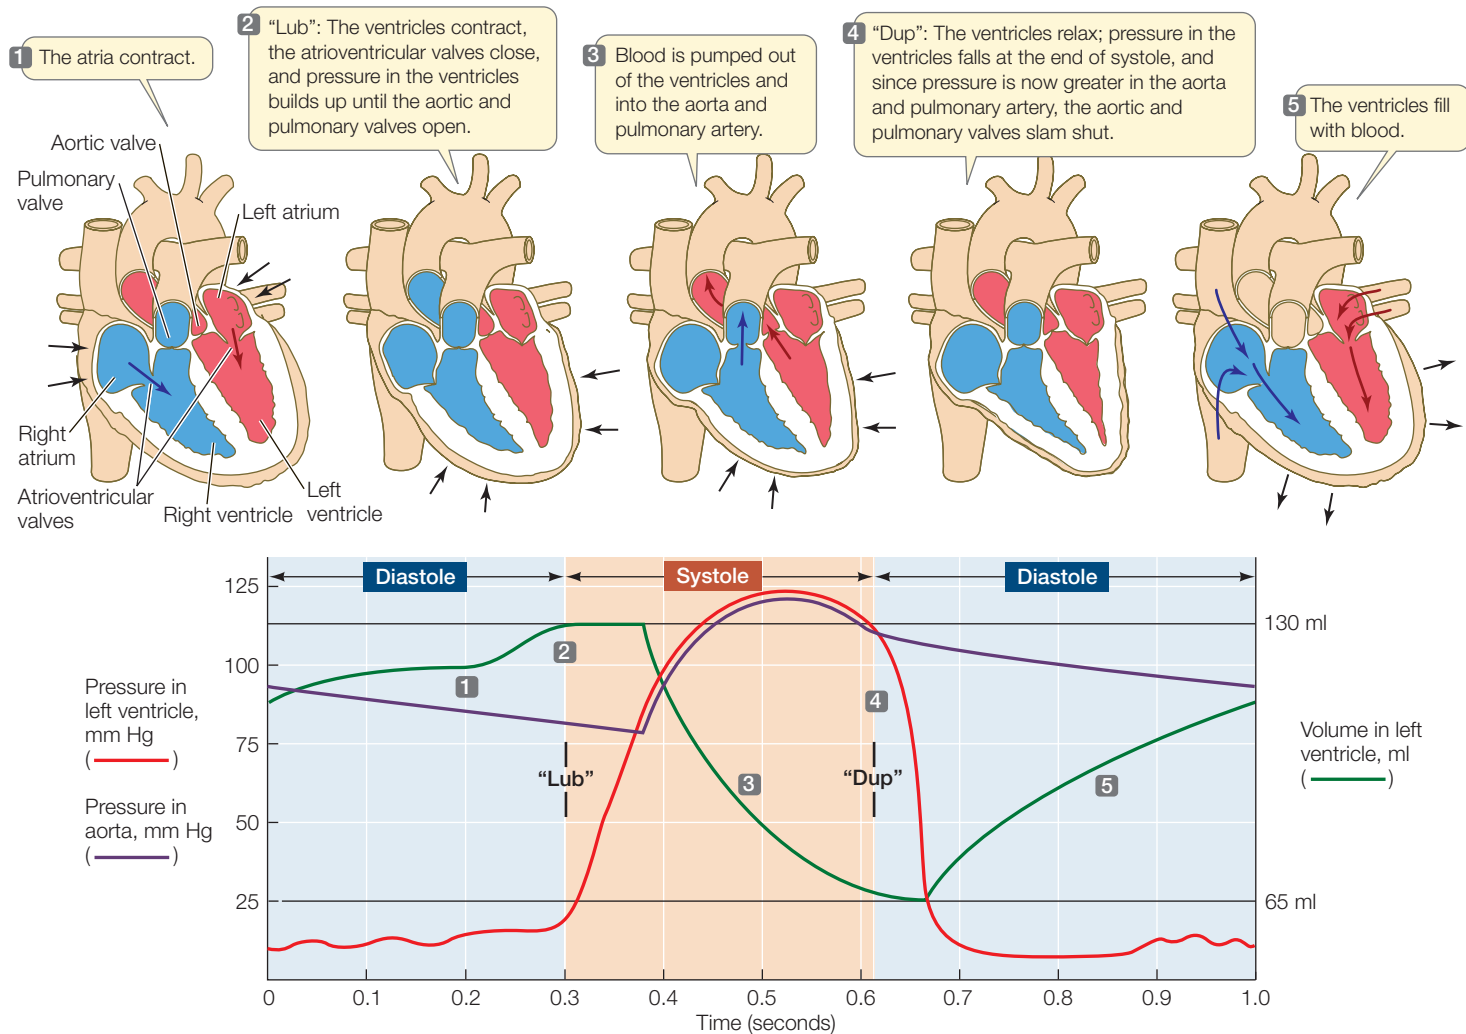 1 The atria contract.
2 “Lub”: The ventricles contract,
the atrioventricular valves close,
and pressure in the ventricles
builds up until the aortic and
pulmonary valves open.
3 Blood is pumped out
of the ventricles and
into the aorta and
pulmonary artery.
4 “Dup”: The ventricles relax; pressure in the
ventricles falls at the end of systole, and
since pressure is now greater in the aorta
and pulmonary artery, the aortic and
pulmonary valves slam shut.
5 The ventricles fill
with blood.
Aortic valve
Pulmonary
valve
Left atrium
Right
atrium
Atrioventricular
valves
Right ventricle
Left
ventricle
Diastole
Systole
Diastole
125
100
75
50
25
130 ml
65 ml
Pressure in
left ventricle,
mm Hg
( )
Pressure in
aorta, mm Hg
( )
Volume in left
ventricle, ml
( )
1
2
3
4
5
“Lub”
“Dup”
0 0.1 0.2 0.3 0.4 0.5 0.6 0.7 0.8 0.9 1.0
Time (seconds)